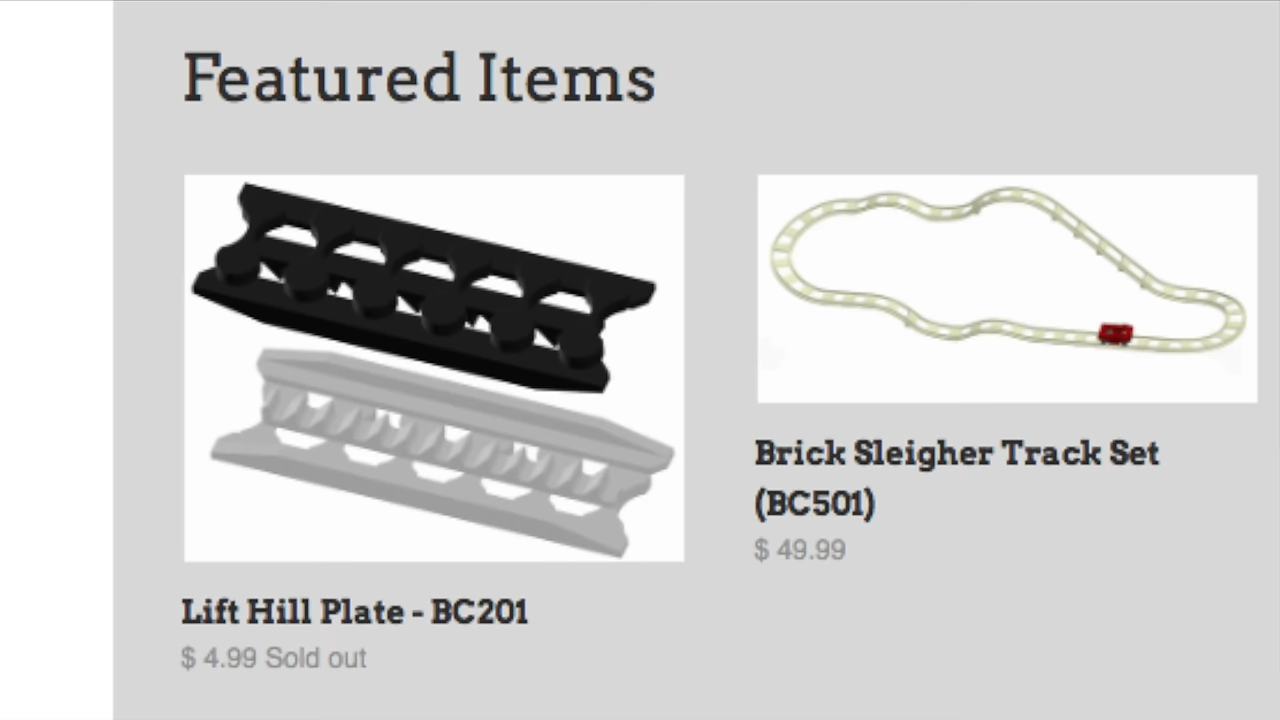 Featured Items
Lift Hill Plate - BC201
$ 4.99 Sold out
Brick Sleigher Track Set
(BC501)
$ 49.99